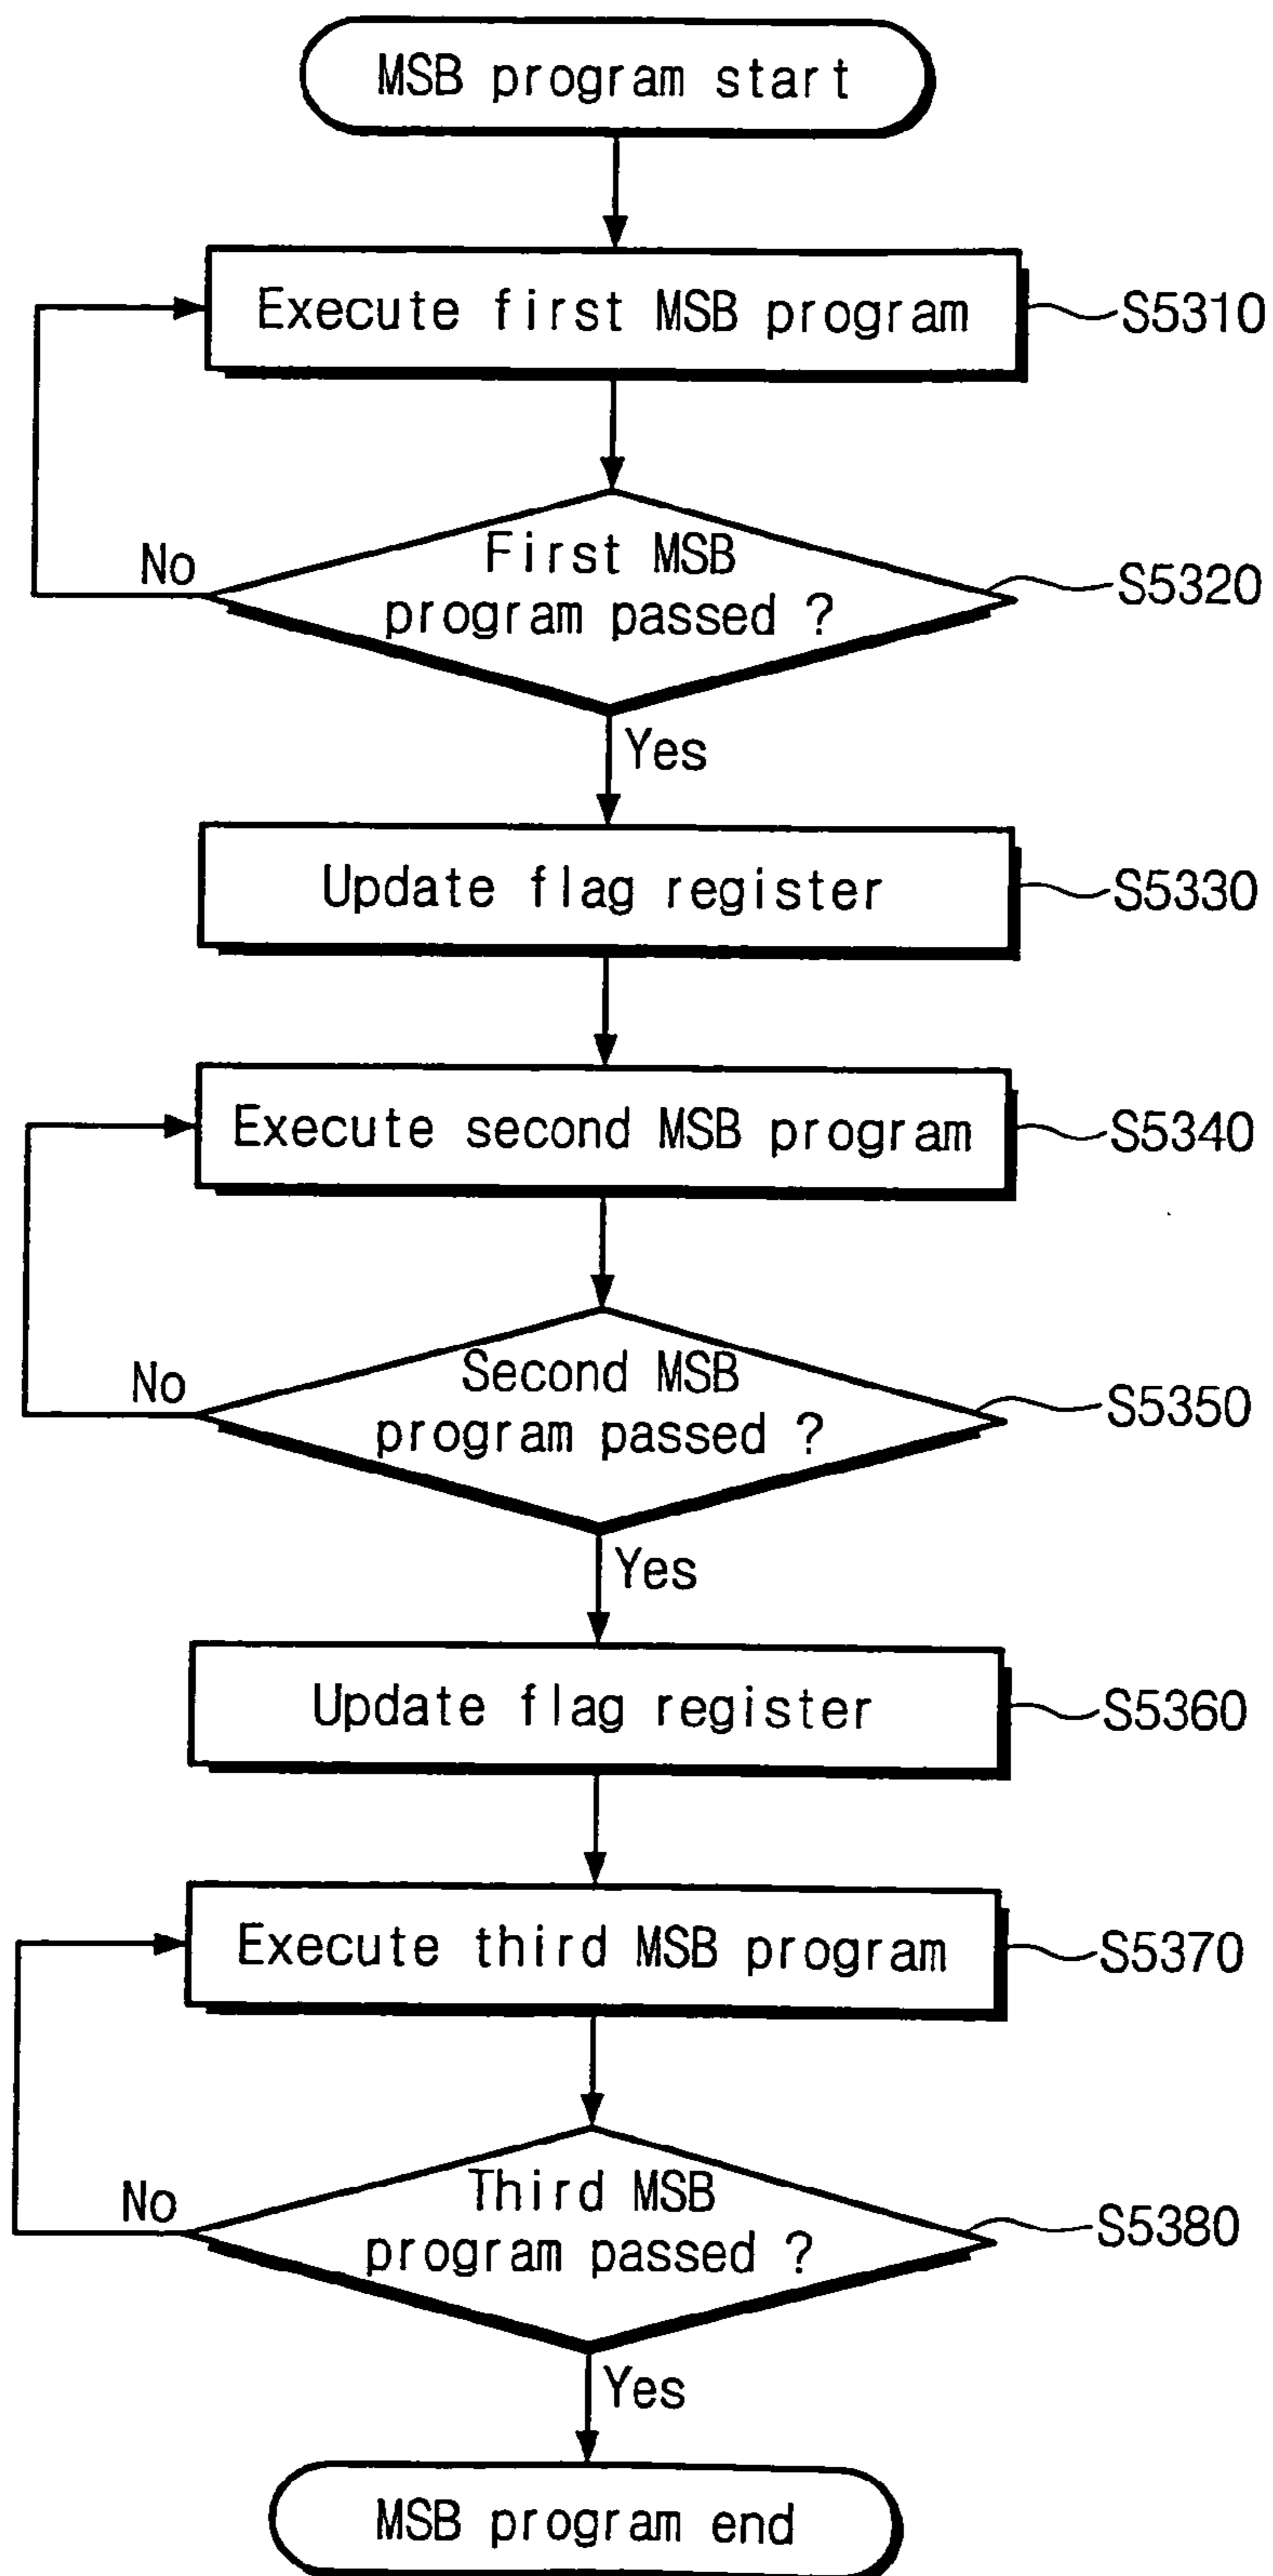 MSB program start
Execute first MSB program
S5310
First MSB
program passed ?
S5320
No
Yes
Update flag register
S5330
Execute second MSB program
S5340
Second MSB
program passed ?
S5350
No
Yes
Update flag register
S5360
Execute third MSB program
S5370
Third MSB
program passed ?
S5380
No
Yes
MSB program end